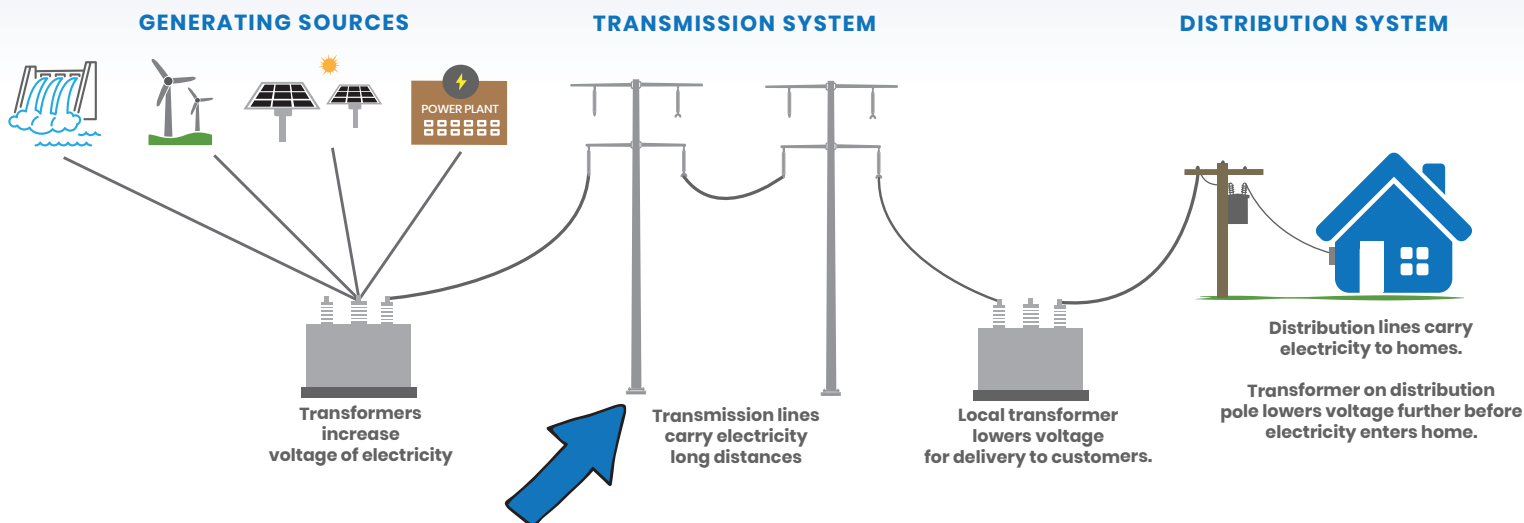 GENERATING SOURCES
TRANSMISSION SYSTEM
DISTRIBUTION SYSTEM
POWER PLANT
Transformers
increase
voltage of electricity
Transmission lines
carry electricity
long distances
Local transformer
lowers voltage
for delivery to customers.
Distribution lines carry
electricity to homes.
Transformer on distribution
pole lowers voltage further before
electricity enters home.